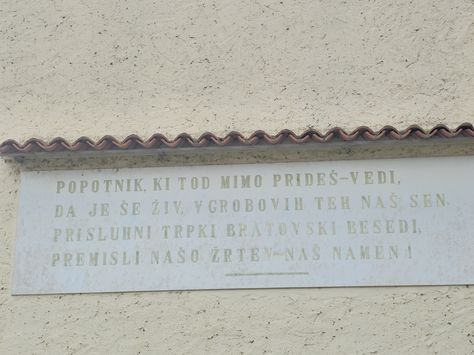 POPOTNIK, KI TOD MIMO PRIDEŠ-VEDI,
DA JE ŠE ŽIV, V GROBOVIH TEH NAŠ SEN.
PRISLUHNI TRPKI BRATOVSKI BESEDI,
PREMISLI NAŠO ŽRTEV-NAŠ NAMEN!